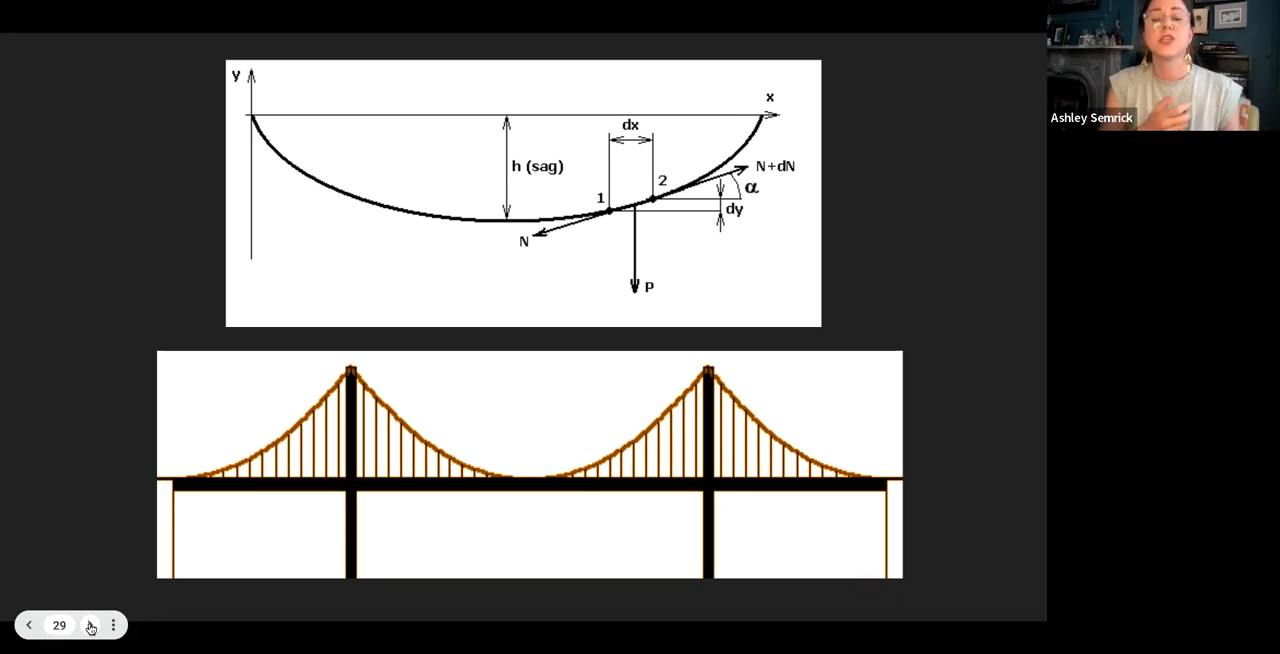 y
x
dx
h (sag)
N+dN
2
α
1
dy
N
p
Ashley Semrick
29